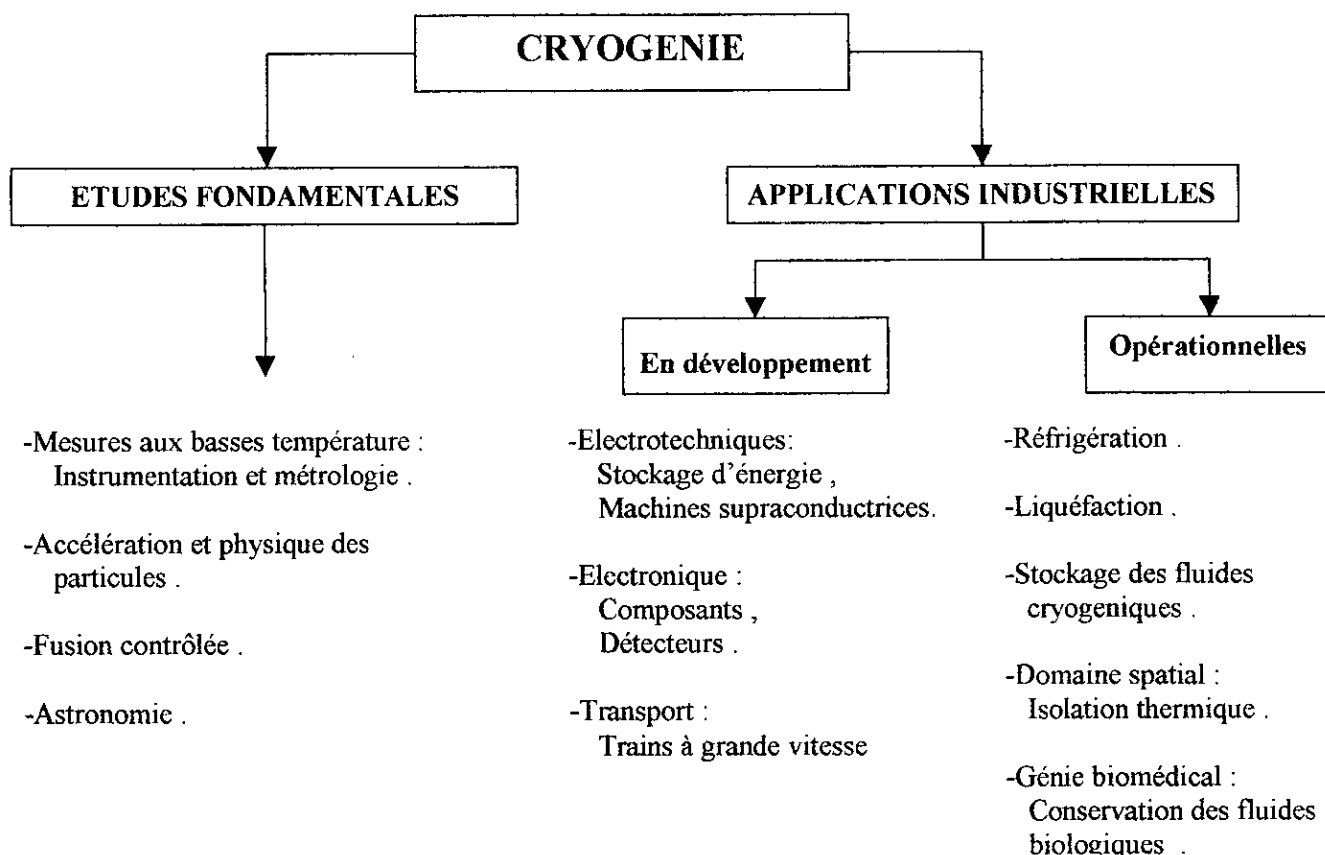 CRYOGENIE
ETUDES FONDAMENTALES
APPLICATIONS INDUSTRIELLES
En développement
Opérationnelles
-Mesures aux basses température :
Instrumentation et métrologie .
-Accélération et physique des
particules .
-Fusion contrôlée .
-Astronomie .
-Electrotechniques:
Stockage d'énergie ,
Machines supraconductrices.
-Electronique :
Composants ,
Détecteurs .
-Transport :
Trains à grande vitesse
-Réfrigération .
-Liquéfaction .
-Stockage des fluides
cryogeniques .
-Domaine spatial :
Isolation thermique .
-Génie biomédical :
Conservation des fluides
biologiques .